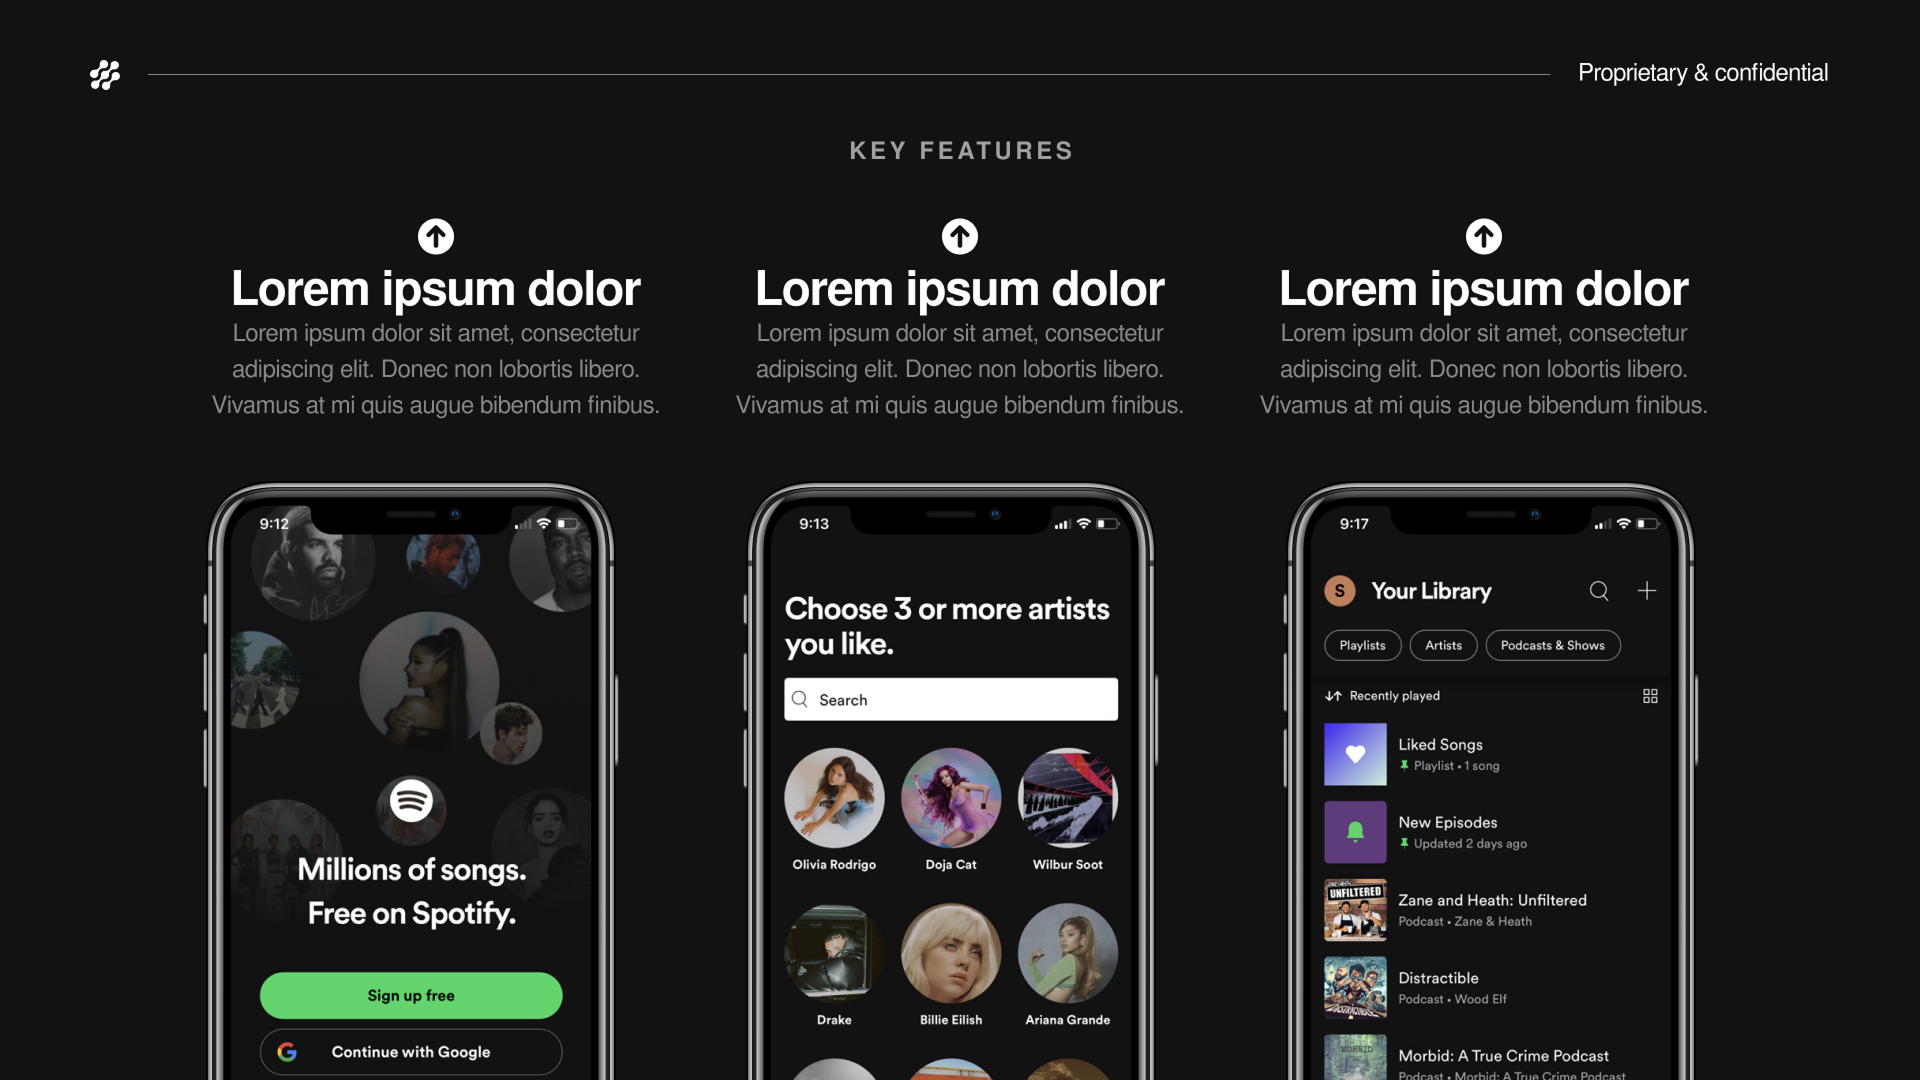 Proprietary & confidential
KEY FEATURES
Lorem ipsum dolor
Lorem ipsum dolor sit amet, consectetur
adipiscing elit. Donec non lobortis libero.
Vivamus at mi quis augue bibendum finibus.
Lorem ipsum dolor
Lorem ipsum dolor sit amet, consectetur
adipiscing elit. Donec non lobortis libero.
Vivamus at mi quis augue bibendum finibus.
Lorem ipsum dolor
Lorem ipsum dolor sit amet, consectetur
adipiscing elit. Donec non lobortis libero.
Vivamus at mi quis augue bibendum finibus.
9:12
Millions of songs.
Free on Spotify.
Sign up free
Continue with Google
9:13
Choose 3 or more artists
you like.
Search
Olivia Rodrigo
Doja Cat
Wilbur Soot
Drake
Billie Eilish
Ariana Grande
9:17
S
Your Library
Playlists
Artists
Podcasts & Shows
Recently played
Liked Songs
Playlist • 1 song
New Episodes
Updated 2 days ago
UNFILTERED
Zane and Heath: Unfiltered
Podcast • Zane & Heath
DISTRACTIBLE
Distractible
Podcast • Wood Elf
MORBID
Morbid: A True Crime Podcast
Podcast • Morbid: A True Crime Podcast